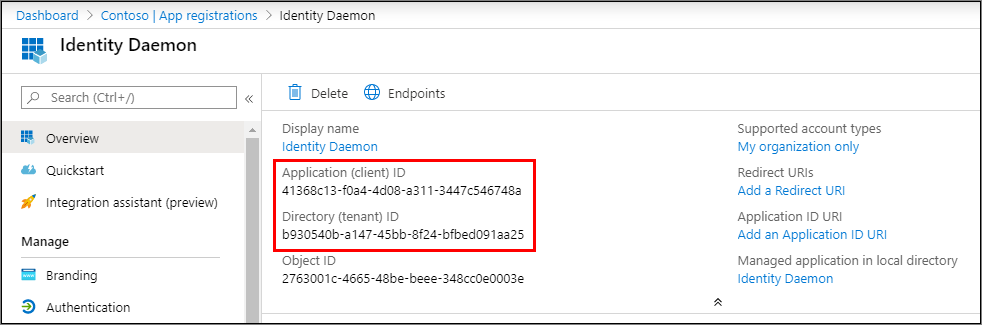 Dashboard > Contoso | App registrations > Identity Daemon
Identity Daemon
Search (Ctrl+/)
«
Overview
Quickstart
Integration assistant (preview)
Manage
Branding
Authentication
Delete Endpoints
Display name
Identity Daemon
Application (client) ID
41368c13-f0a4-4d08-a311-3447c546748a
Directory (tenant) ID
b930540b-a147-45bb-8f24-bfbed091aa25
Object ID
2763001c-4665-48be-beee-348cc0e0003e
Supported account types
My organization only
Redirect URIs
Add a Redirect URI
Application ID URI
Add an Application ID URI
Managed application in local directory
Identity Daemon